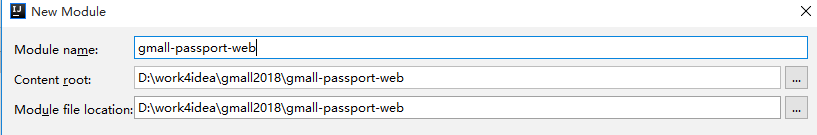 IJ New Module
Module name: gmall-passport-web
Content root: D:\work4idea\gmall2018\gmall-passport-web ...
Module file location: D:\work4idea\gmall2018\gmall-passport-web ...